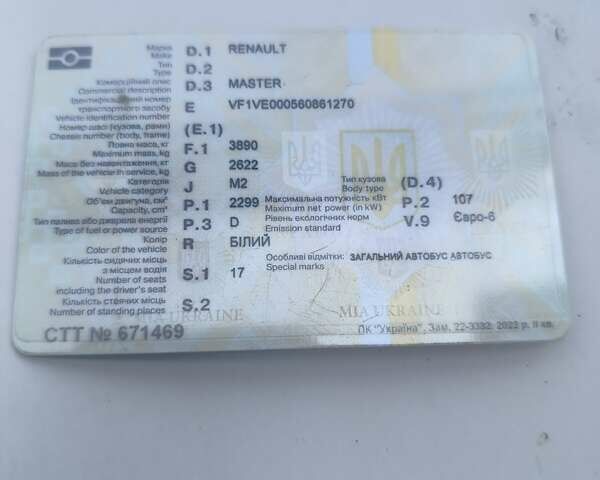 Марка D.1 RENAULT
Make
Тип D.2
Type
Комерційний опис D.3 MASTER
Commercial description
Ідентифікаційний номер
транспортного засобу E VF1VE000560861270
Vehicle identification number
Номер шасі (кузова, рами) (E.1)
Chassis number (body, frame)
Повна маса, кг F.1 3890
Maximum mass, kg
Маса без навантаження, кг G 2622
Mass of the vehicle in service, kg
Категорія J M2 Тип кузова (D.4)
Vehicle category Body type
Об'єм двигуна, см³ P.1 2299 Максимальна потужність кВт P.2 107
Capacity, cm³ Maximum net power (in kW)
Тип палива або джерела енергії P.3 D Рівень екологічних норм V.9 Євро-6
Type of fuel or power source Emission standard
Колір R БІЛИЙ
Color of the vehicle
Кількість сидячих місць Особливі відмітки: ЗАГАЛЬНИЙ АВТОБУС АВТОБУС
з місцем водія S.1 17 Special marks
Number of seats
including the driver's seat
Кількість стоячих місць S.2
Number of standing places
MIA UKRAINE MIA UKRAINE
СТТ № 671469 ПК "Україна", Зам. 22-3382, 2022 р. II кв.